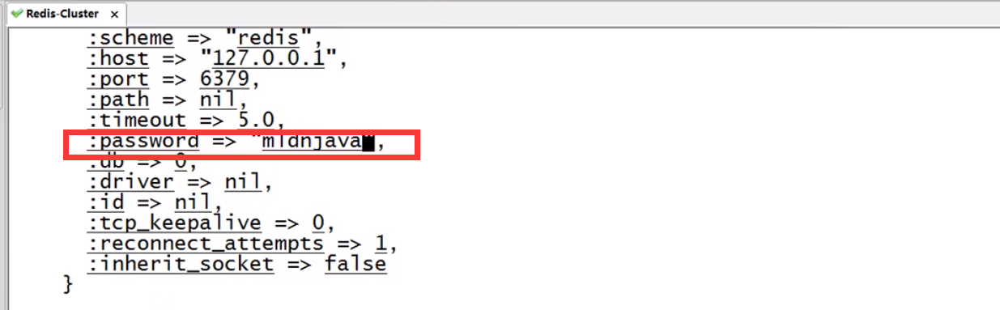 Redis-Cluster ×
:scheme => "redis",
:host => "127.0.0.1",
:port => 6379,
:path => nil,
:timeout => 5.0,
:password => "mldnjava",
:db => 0,
:driver => nil,
:id => nil,
:tcp_keepalive => 0,
:reconnect_attempts => 1,
:inherit_socket => false
}